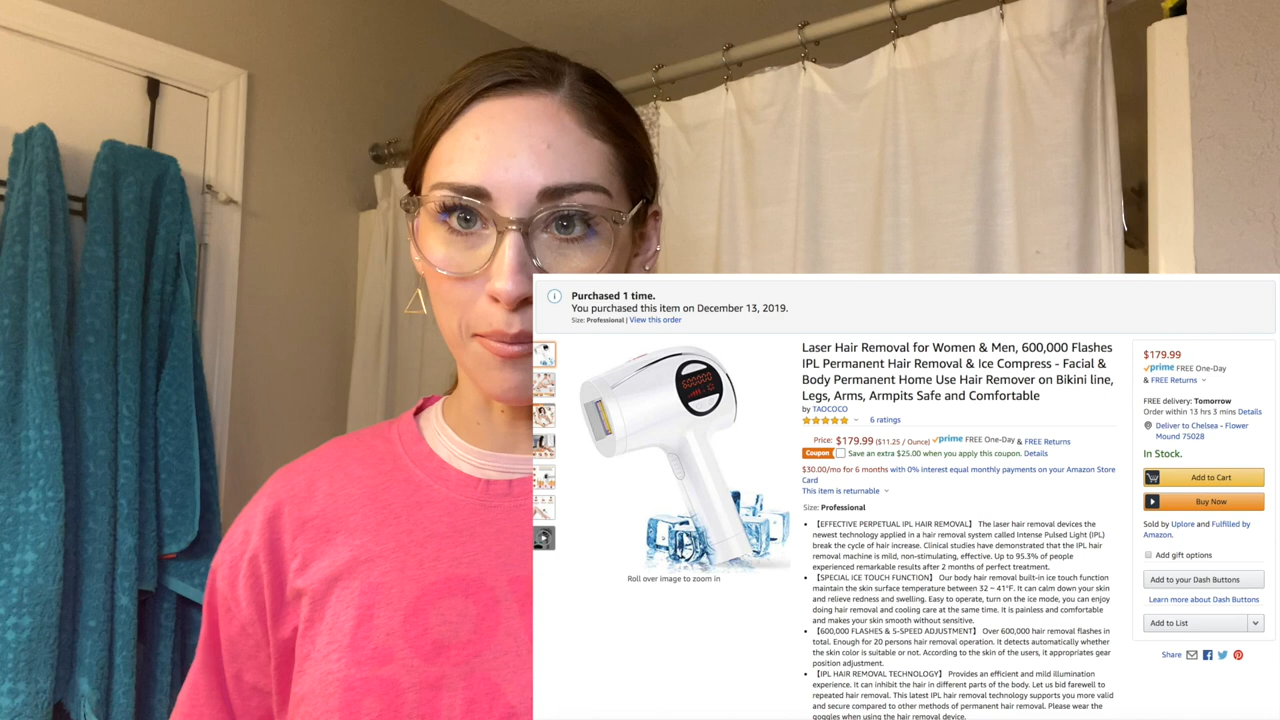 Purchased 1 time.
You purchased this item on December 13, 2019.
Size: Professional | View this order
Laser Hair Removal for Women & Men, 600,000 Flashes
IPL Permanent Hair Removal & Ice Compress - Facial &
Body Permanent Home Use Hair Remover on Bikini line,
Legs, Arms, Armpits Safe and Comfortable
by TAOCOCO
6 ratings
Price: $179.99 ($11.25 / Ounce) prime FREE One-Day & FREE Returns
Coupon Save an extra $25.00 when you apply this coupon. Details
$30.00/mo for 6 months with 0% interest equal monthly payments on your Amazon Store
Card
This item is returnable
Size: Professional
• 【EFFECTIVE PERPETUAL IPL HAIR REMOVAL】 The laser hair removal devices the
newest technology applied in a hair removal system called Intense Pulsed Light (IPL)
break the cycle of hair increase. Clinical studies have demonstrated that the IPL hair
removal machine is mild, non-stimulating, effective. Up to 95.3% of people
experienced remarkable results after 2 months of perfect treatment.
• 【SPECIAL ICE TOUCH FUNCTION】 Our body hair removal built-in ice touch function
maintain the skin surface temperature between 32 ~ 41°F. It can calm down your skin
and relieve redness and swelling. Easy to operate, turn on the ice mode, you can enjoy
doing hair removal and cooling care at the same time. It is painless and comfortable
and makes your skin smooth without sensitive.
• 【600,000 FLASHES & 5-SPEED ADJUSTMENT】 Over 600,000 hair removal flashes in
total. Enough for 20 persons hair removal operation. It detects automatically whether
the skin color is suitable or not. According to the skin of the users, it appropriates gear
position adjustment.
• 【IPL HAIR REMOVAL TECHNOLOGY】 Provides an efficient and mild illumination
experience. It can inhibit the hair in different parts of the body. Let us bid farewell to
repeated hair removal. This latest IPL hair removal technology supports you more valid
and secure compared to other methods of permanent hair removal. Please wear the
goggles when using the hair removal device.
600000
Roll over image to zoom in
$179.99
prime FREE One-Day
& FREE Returns
FREE delivery: Tomorrow
Order within 13 hrs 3 mins Details
Deliver to Chelsea - Flower
Mound 75028
In Stock.
Add to Cart
Buy Now
Sold by Uplore and Fulfilled by
Amazon.
Add gift options
Add to your Dash Buttons
Learn more about Dash Buttons
Add to List
Share